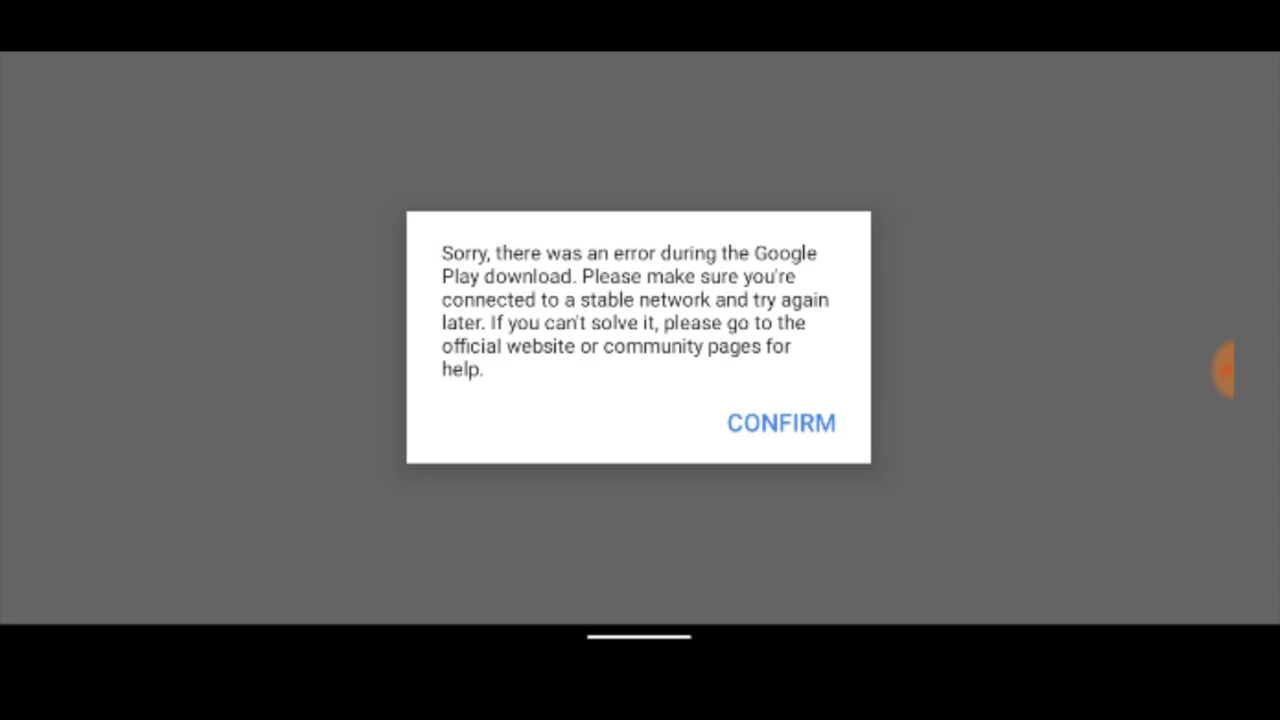 Sorry, there was an error during the Google
Play download. Please make sure you're
connected to a stable network and try again
later. If you can't solve it, please go to the
official website or community pages for
help.
CONFIRM